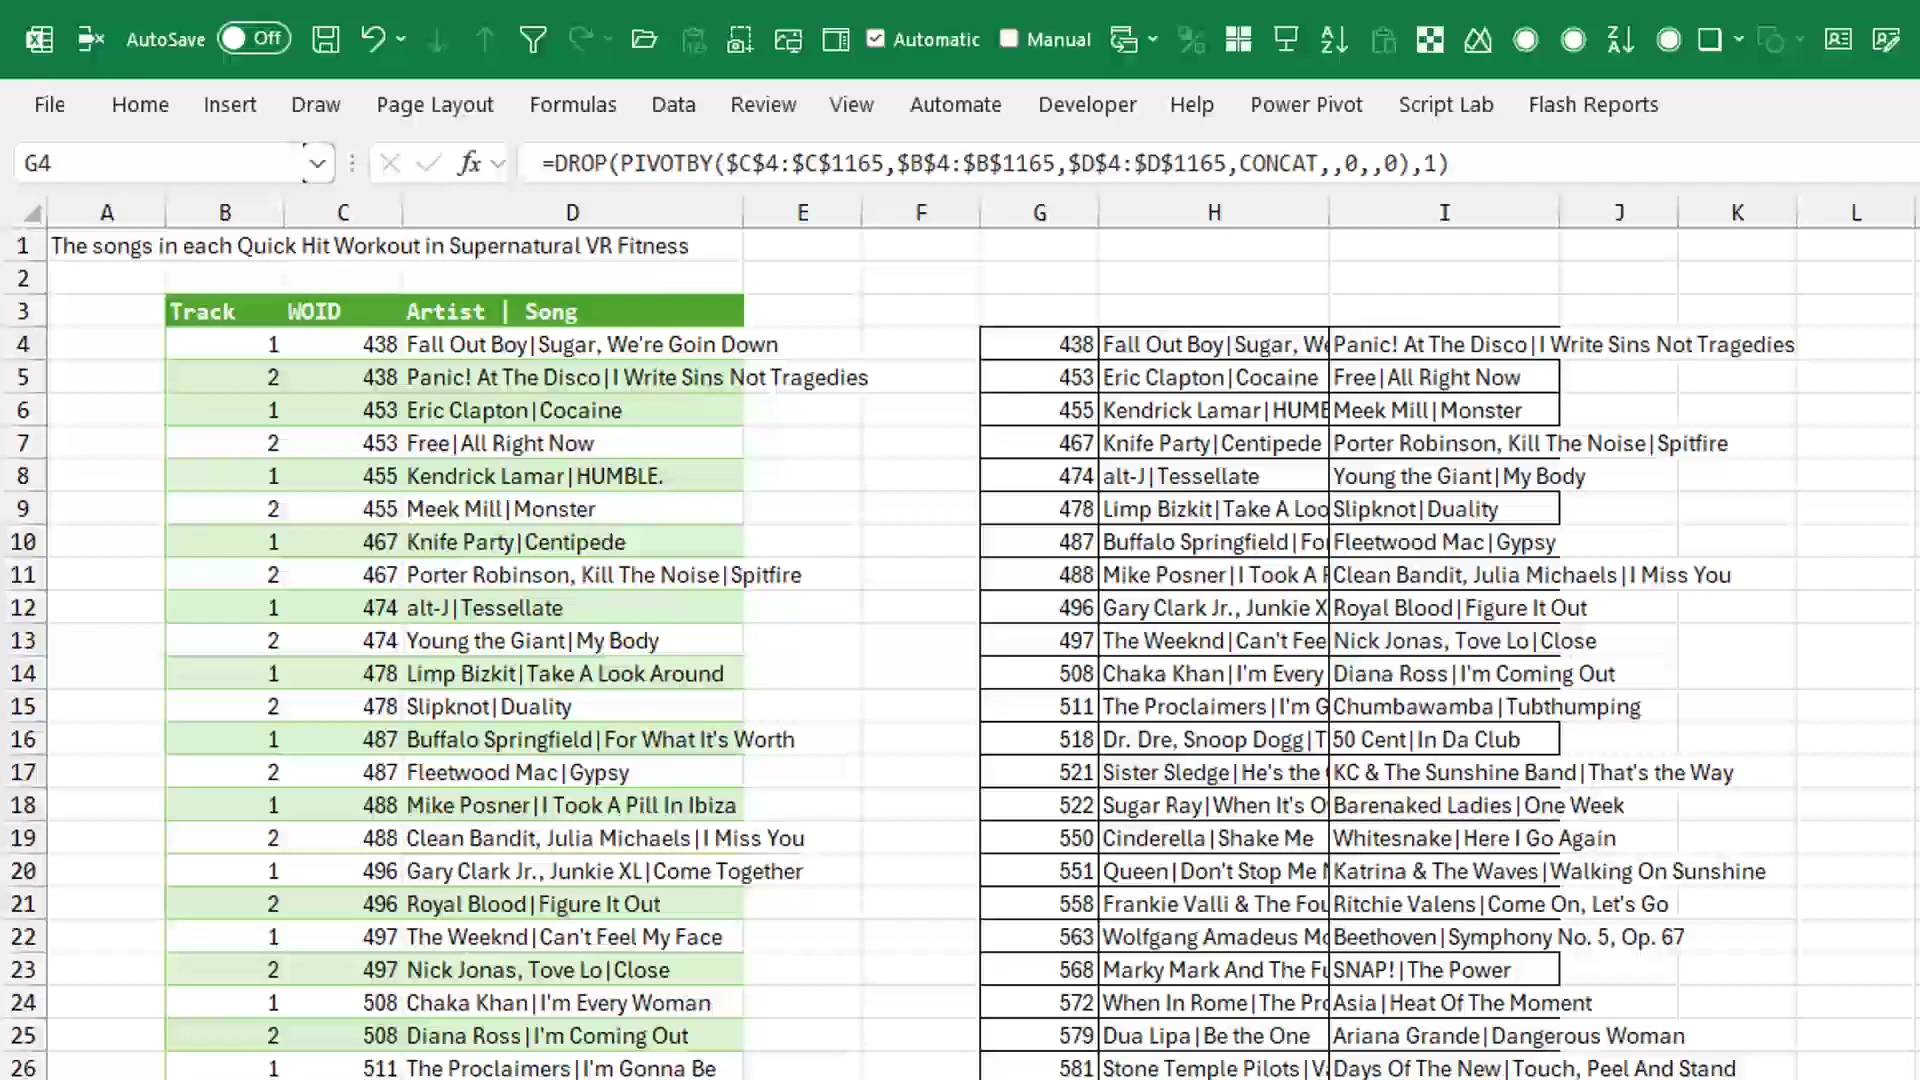 AutoSave Off Automatic Manual
File Home Insert Draw Page Layout Formulas Data Review View Automate Developer Help Power Pivot Script Lab Flash Reports
G4 fx =DROP(PIVOTBY($C$4:$C$1165,$B$4:$B$1165,$D$4:$D$1165,CONCAT,,0,,0),1)
A B C D E F G H I J K L
1 The songs in each Quick Hit Workout in Supernatural VR Fitness
2
3 Track WOID Artist | Song
4 1 438 Fall Out Boy|Sugar, We're Goin Down 438 Fall Out Boy|Sugar, We Panic! At The Disco|I Write Sins Not Tragedies
5 2 438 Panic! At The Disco|I Write Sins Not Tragedies 453 Eric Clapton|Cocaine Free|All Right Now
6 1 453 Eric Clapton|Cocaine 455 Kendrick Lamar|HUME Meek Mill|Monster
7 2 453 Free|All Right Now 467 Knife Party|Centipede Porter Robinson, Kill The Noise|Spitfire
8 1 455 Kendrick Lamar|HUMBLE. 474 alt-J|Tessellate Young the Giant|My Body
9 2 455 Meek Mill|Monster 478 Limp Bizkit|Take A Loo Slipknot|Duality
10 1 467 Knife Party|Centipede 487 Buffalo Springfield|For Fleetwood Mac|Gypsy
11 2 467 Porter Robinson, Kill The Noise|Spitfire 488 Mike Posner|I Took A P Clean Bandit, Julia Michaels|I Miss You
12 1 474 alt-J|Tessellate 496 Gary Clark Jr., Junkie X Royal Blood|Figure It Out
13 2 474 Young the Giant|My Body 497 The Weeknd|Can't Fee Nick Jonas, Tove Lo|Close
14 1 478 Limp Bizkit|Take A Look Around 508 Chaka Khan|I'm Every Diana Ross|I'm Coming Out
15 2 478 Slipknot|Duality 511 The Proclaimers|I'm G Chumbawamba|Tubthumping
16 1 487 Buffalo Springfield|For What It's Worth 518 Dr. Dre, Snoop Dogg|T 50 Cent|In Da Club
17 2 487 Fleetwood Mac|Gypsy 521 Sister Sledge|He's the KC & The Sunshine Band|That's the Way
18 1 488 Mike Posner|I Took A Pill In Ibiza 522 Sugar Ray|When It's O Barenaked Ladies|One Week
19 2 488 Clean Bandit, Julia Michaels|I Miss You 550 Cinderella|Shake Me Whitesnake|Here I Go Again
20 1 496 Gary Clark Jr., Junkie XL|Come Together 551 Queen|Don't Stop Me Katrina & The Waves|Walking On Sunshine
21 2 496 Royal Blood|Figure It Out 558 Frankie Valli & The Fou Ritchie Valens|Come On, Let's Go
22 1 497 The Weeknd|Can't Feel My Face 563 Wolfgang Amadeus Mo Beethoven|Symphony No. 5, Op. 67
23 2 497 Nick Jonas, Tove Lo|Close 568 Marky Mark And The Fu SNAP!|The Power
24 1 508 Chaka Khan|I'm Every Woman 572 When In Rome|The Pro Asia|Heat Of The Moment
25 2 508 Diana Ross|I'm Coming Out 579 Dua Lipa|Be the One Ariana Grande|Dangerous Woman
26 1 511 The Proclaimers|I'm Gonna Be 581 Stone Temple Pilots|Va Days Of The New|Touch, Peel And Stand